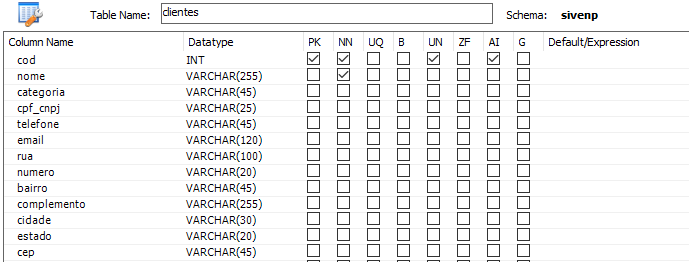 Table Name: clientes Schema: sivenp
Column Name Datatype PK NN UQ B UN ZF AI G Default/Expression
cod INT
nome VARCHAR(255)
categoria VARCHAR(45)
cpf_cnpj VARCHAR(25)
telefone VARCHAR(45)
email VARCHAR(120)
rua VARCHAR(100)
numero VARCHAR(20)
bairro VARCHAR(45)
complemento VARCHAR(255)
cidade VARCHAR(30)
estado VARCHAR(20)
cep VARCHAR(45)